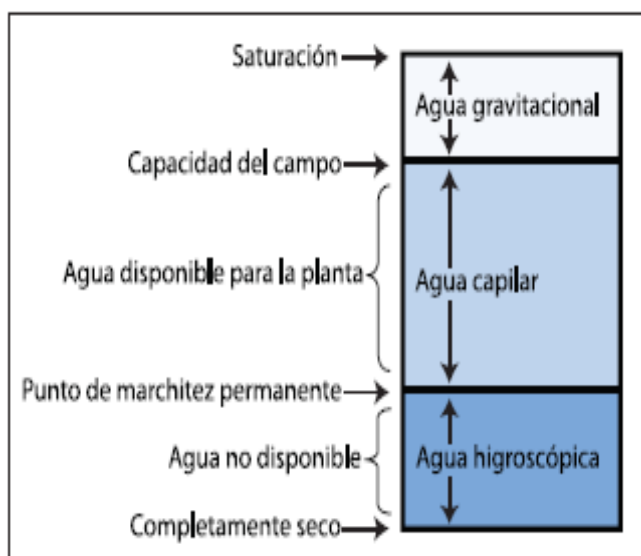 Saturación
Agua gravitacional
Capacidad del campo
Agua disponible para la planta
Agua capilar
Punto de marchitez permanente
Agua no disponible
Agua higroscópica
Completamente seco